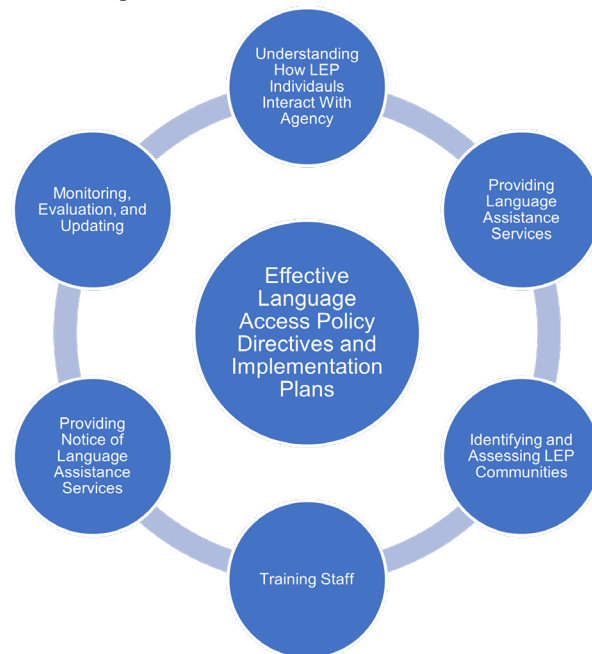 Understanding
How LEP
Individauls
Interact With
Agency
Providing
Language
Assistance
Services
Identifying and
Assessing LEP
Communities
Training Staff
Providing
Notice of
Language
Assistance
Services
Monitoring,
Evaluation, and
Updating
Effective
Language
Access Policy
Directives and
Implementation
Plans